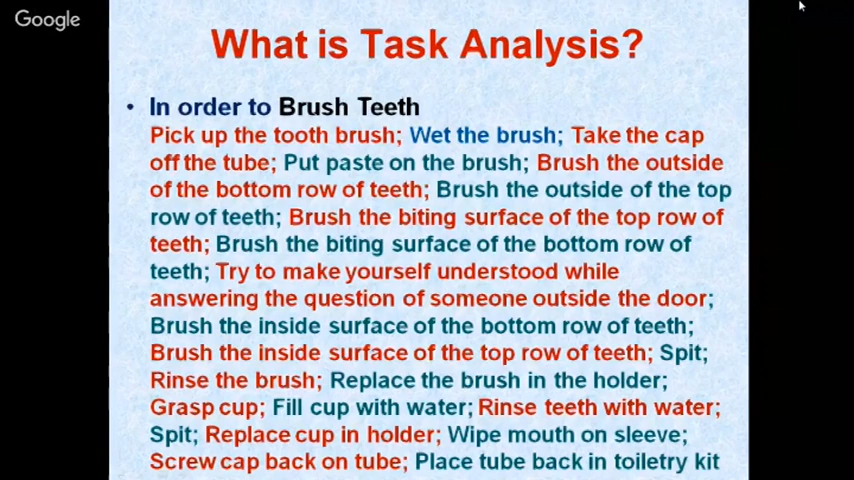 Google
What is Task Analysis?
• In order to Brush Teeth
Pick up the tooth brush; Wet the brush; Take the cap
off the tube; Put paste on the brush; Brush the outside
of the bottom row of teeth; Brush the outside of the top
row of teeth; Brush the biting surface of the top row of
teeth; Brush the biting surface of the bottom row of
teeth; Try to make yourself understood while
answering the question of someone outside the door;
Brush the inside surface of the bottom row of teeth;
Brush the inside surface of the top row of teeth; Spit;
Rinse the brush; Replace the brush in the holder;
Grasp cup; Fill cup with water; Rinse teeth with water;
Spit; Replace cup in holder; Wipe mouth on sleeve;
Screw cap back on tube; Place tube back in toiletry kit